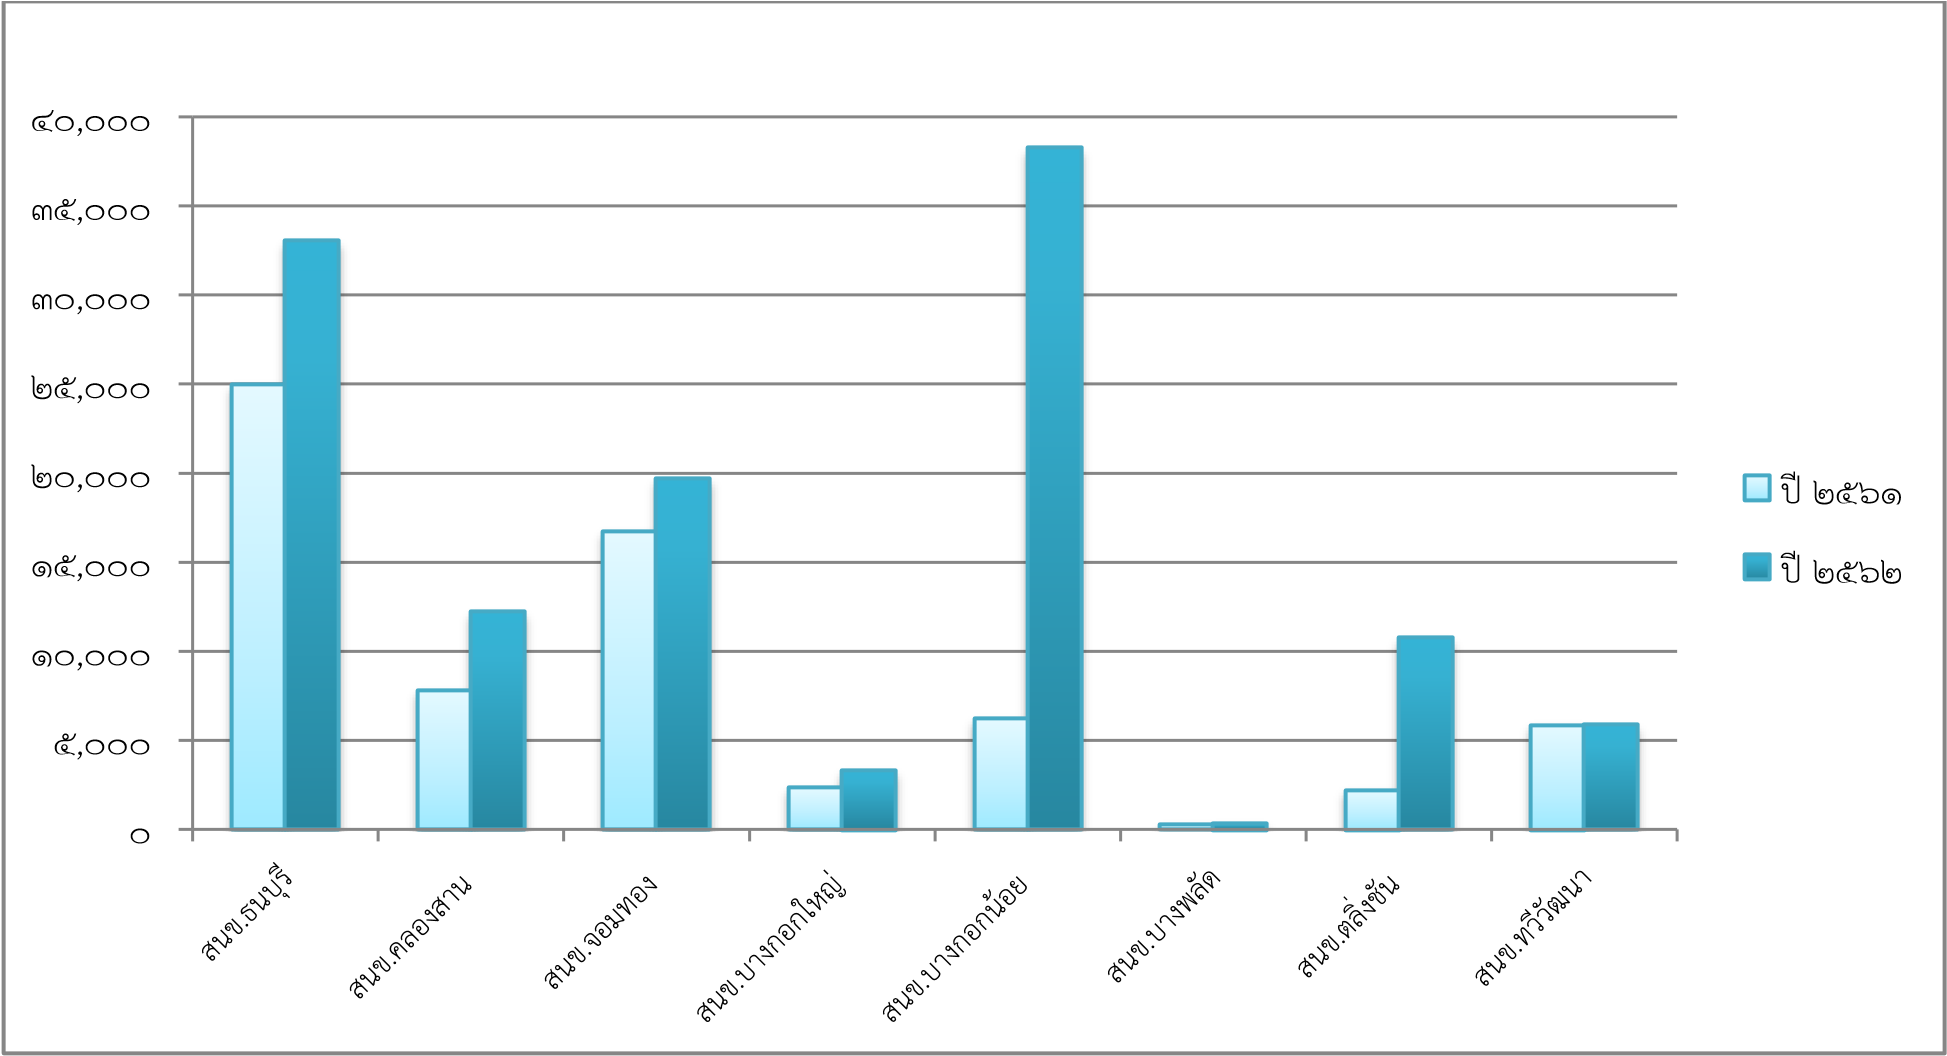 ๔๐,๐๐๐
๓๕,๐๐๐
๓๐,๐๐๐
๒๕,๐๐๐
๒๐,๐๐๐
๑๕,๐๐๐
๑๐,๐๐๐
๕,๐๐๐
๐
สนข.ธนบุรี
สนข.คลองสาน
สนข.จอมทอง
สนข.บางกอกใหญ่
สนข.บางกอกน้อย
สนข.บางพลัด
สนข.ตลิ่งชัน
สนข.ทวีวัฒนา
ปี ๒๕๖๑
ปี ๒๕๖๒